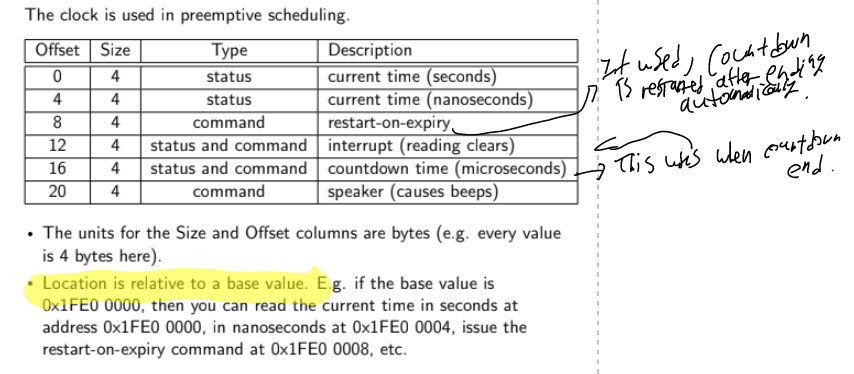 The clock is used in preemptive scheduling.
Offset Size Type Description
0 4 status current time (seconds)
4 4 status current time (nanoseconds)
8 4 command restart-on-expiry
12 4 status and command interrupt (reading clears)
16 4 status and command countdown time (microseconds)
20 4 command speaker (causes beeps)
• The units for the Size and Offset columns are bytes (e.g. every value
is 4 bytes here).
• Location is relative to a base value. E.g. if the base value is
0x1FE0 0000, then you can read the current time in seconds at
address 0x1FE0 0000, in nanoseconds at 0x1FE0 0004, issue the
restart-on-expiry command at 0x1FE0 0008, etc.
If used, Countdown
is restarted after ending
automatically.
This uses when countdown
end.